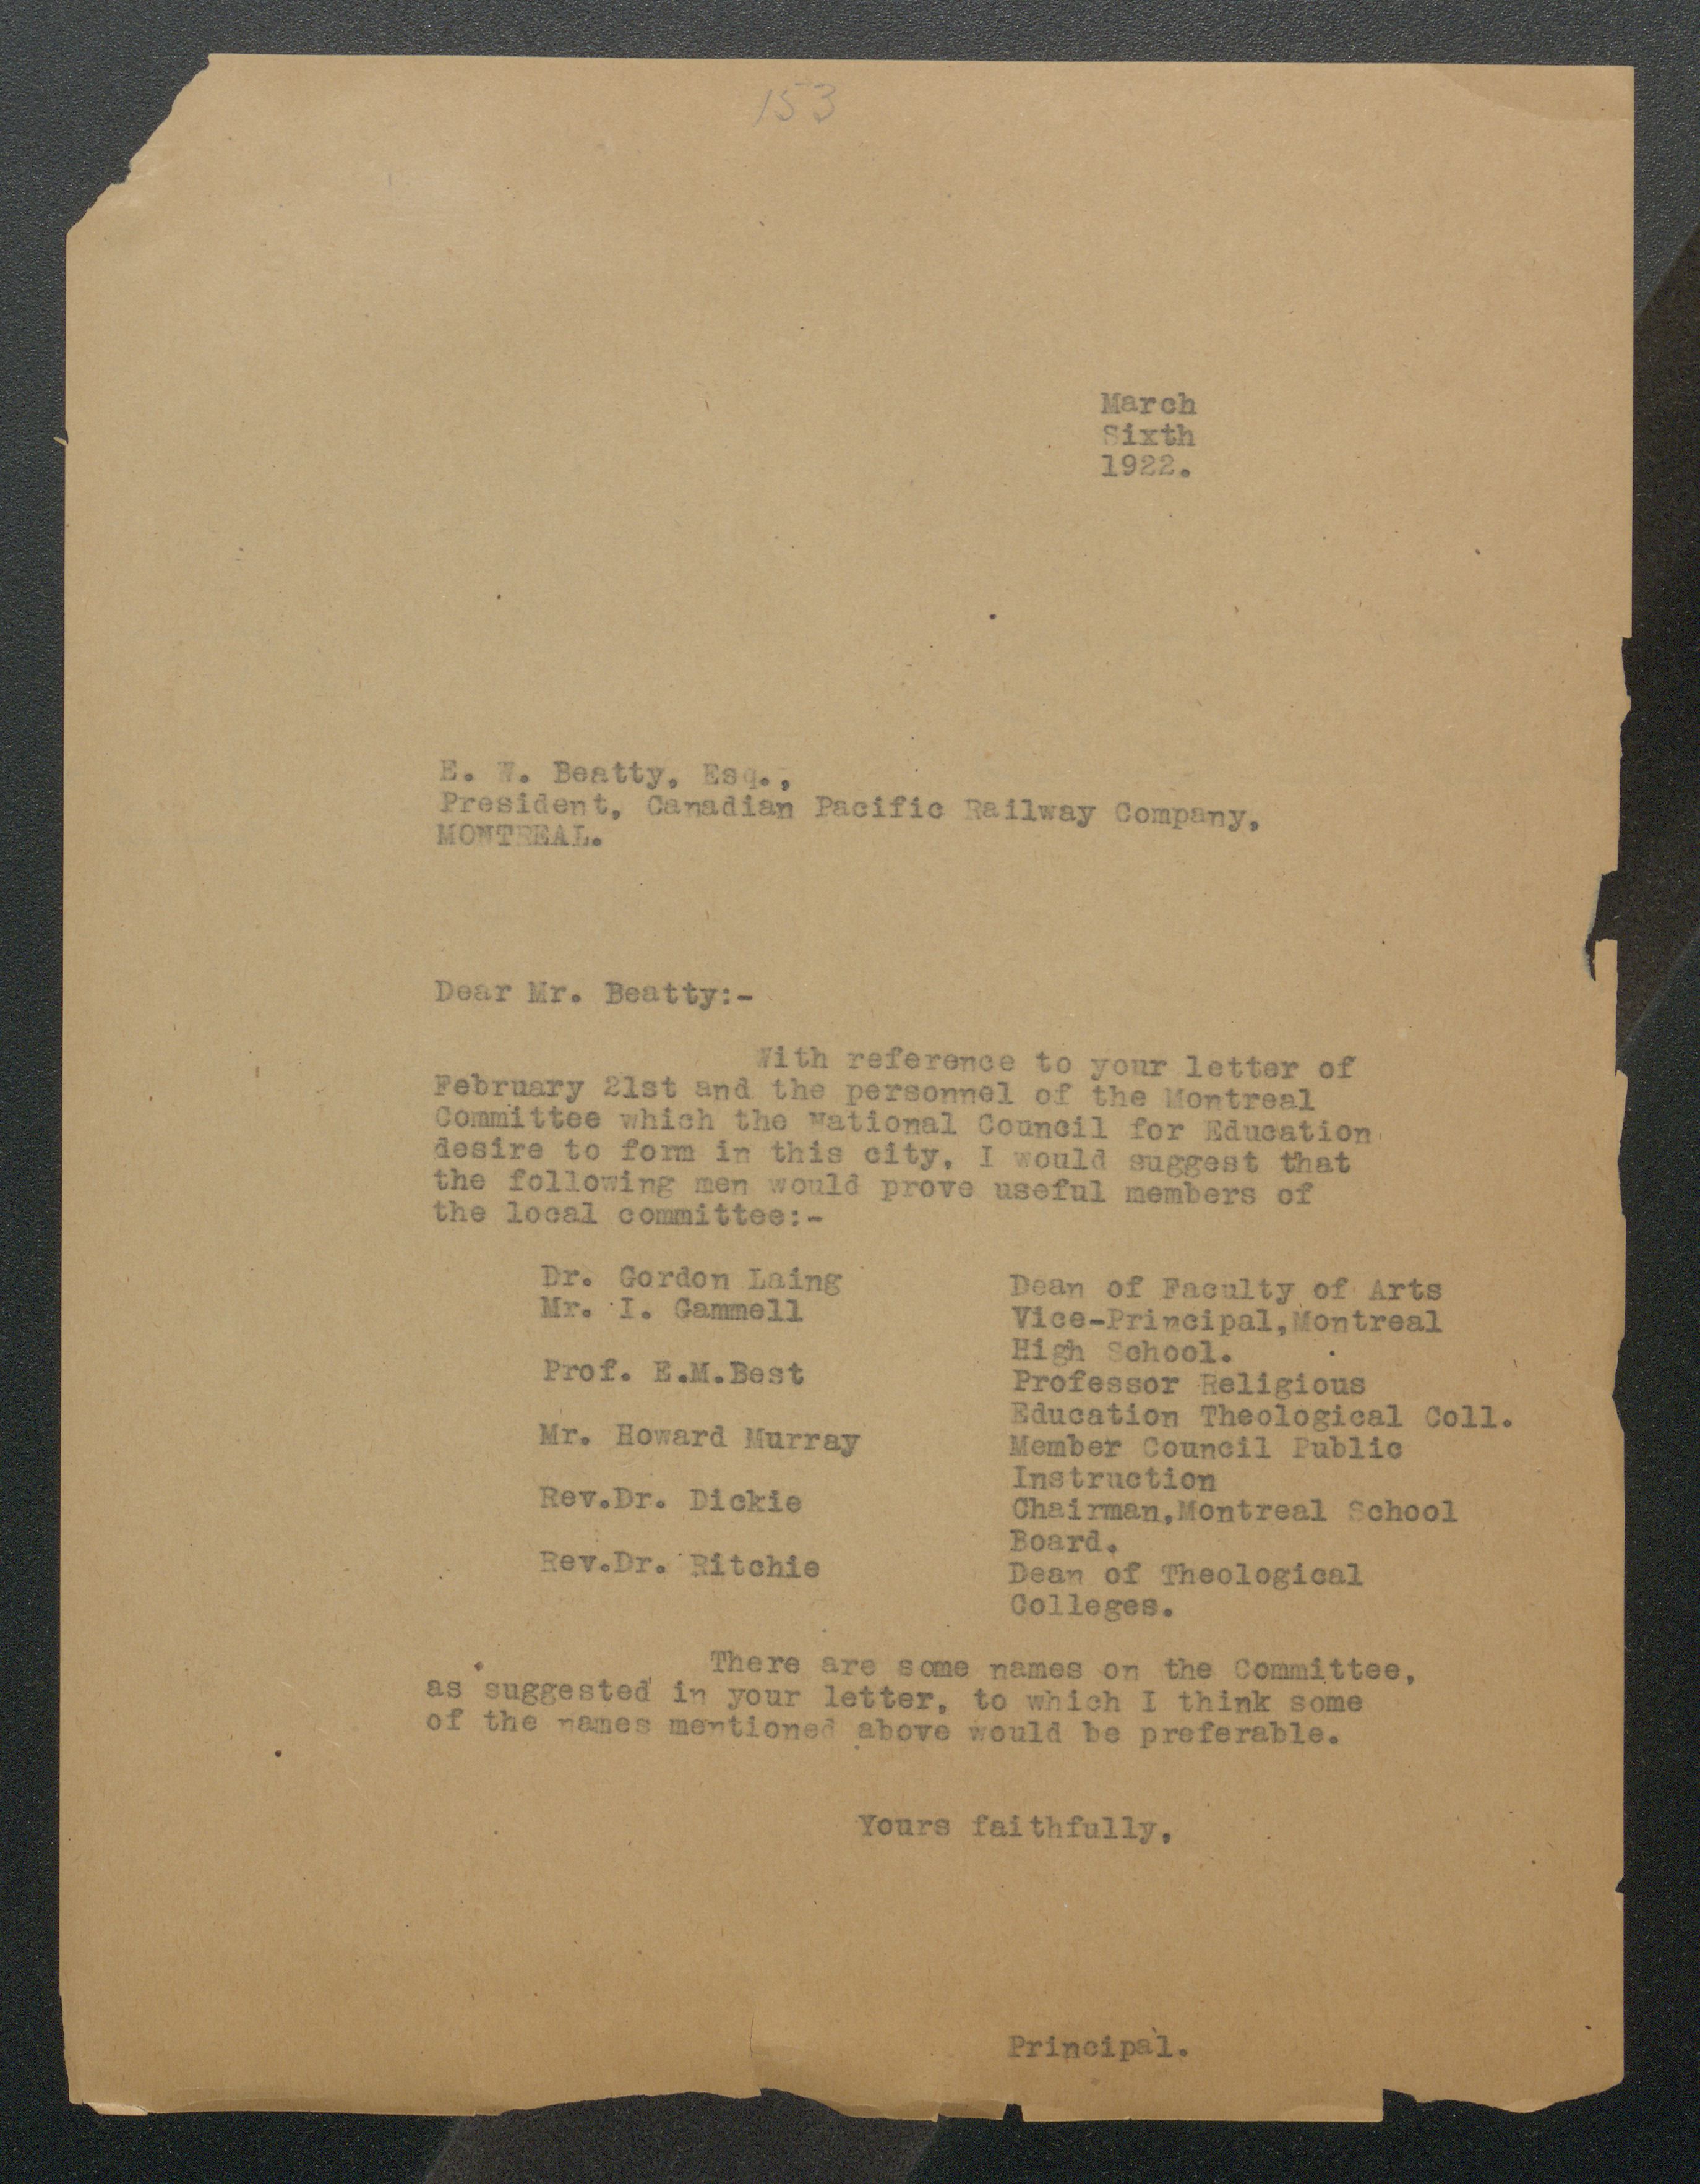 153
March
Sixth
1922.
E. W. Beatty, Esq.,
President, Canadian Pacific Railway Company,
MONTREAL.
Dear Mr. Beatty:-
With reference to your letter of
February 21st and the personnel of the Montreal
Committee which the National Council for Education
desire to form in this city, I would suggest that
the following men would prove useful members of
the local committee:-
Dr. Gordon Laing Dean of Faculty of Arts
Mr. I. Gammell Vice-Principal,Montreal
High School.
Prof. E.M.Best Professor Religious
Education Theological Coll.
Mr. Howard Murray Member Council Public
Instruction
Rev.Dr. Dickie Chairman,Montreal School
Board.
Rev.Dr. Ritchie Dean of Theological
Colleges.
There are some names on the Committee,
as suggested in your letter, to which I think some
of the names mentioned above would be preferable.
Yours faithfully,
Principal.